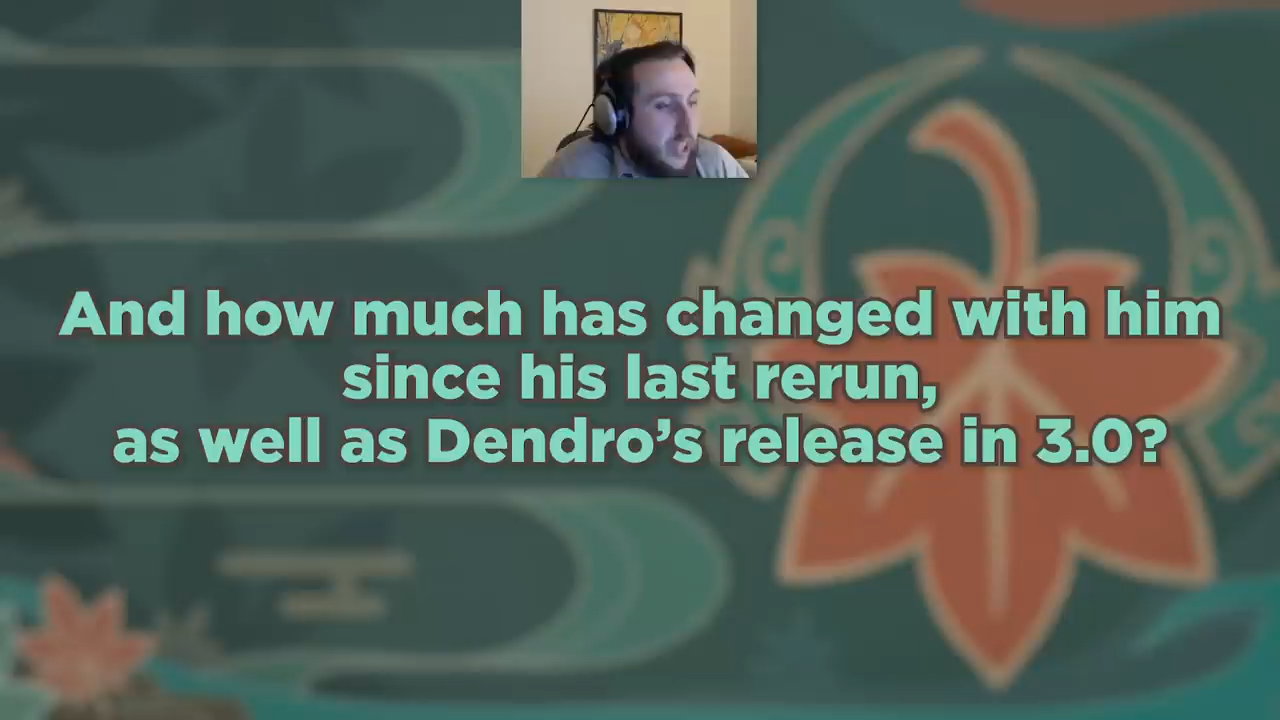 And how much has changed with him
since his last rerun,
as well as Dendro’s release in 3.0?